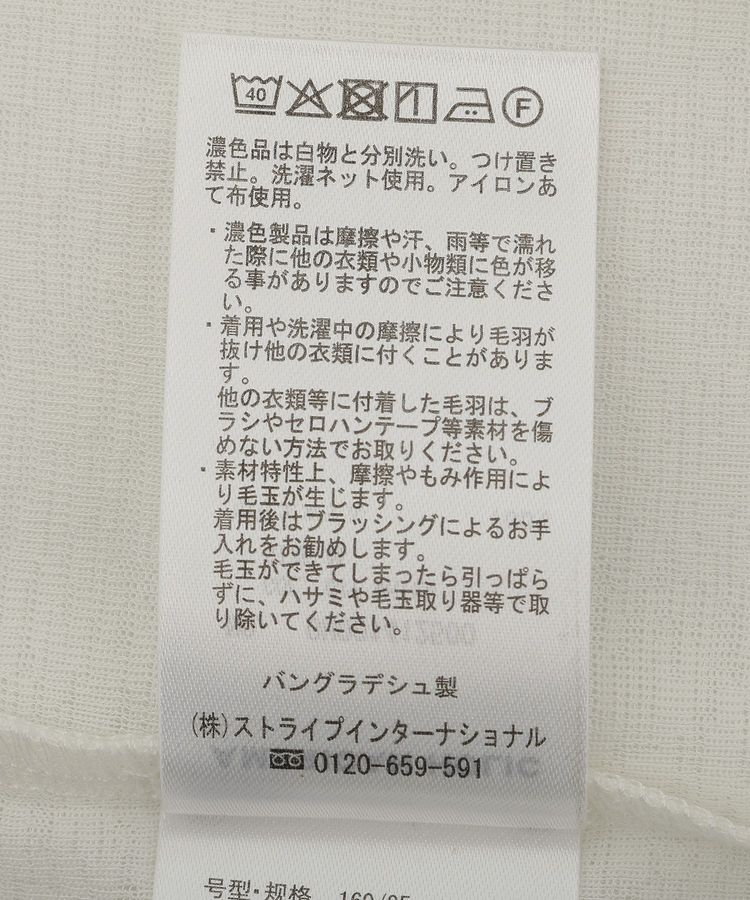 40 F
濃色品は白物と分別洗い。つけ置き
禁止。洗濯ネット使用。アイロンあ
て布使用。
・濃色製品は摩擦や汗、雨等で濡れ
た際に他の衣類や小物類に色が移
る事がありますのでご注意くださ
い。
・着用や洗濯中の摩擦により毛羽が
抜け他の衣類に付くことがありま
す。
他の衣類等に付着した毛羽は、ブ
ラシやセロハンテープ等素材を傷
めない方法でお取りください。
・素材特性上、摩擦やもみ作用によ
り毛玉が生じます。
着用後はブラッシングによるお手
入れをお勧めします。
毛玉ができてしまったら引っぱら
ずに、ハサミや毛玉取り器等で取
り除いてください。
バングラデシュ製
(株)ストライプインターナショナル
0120-659-591
号型・规格